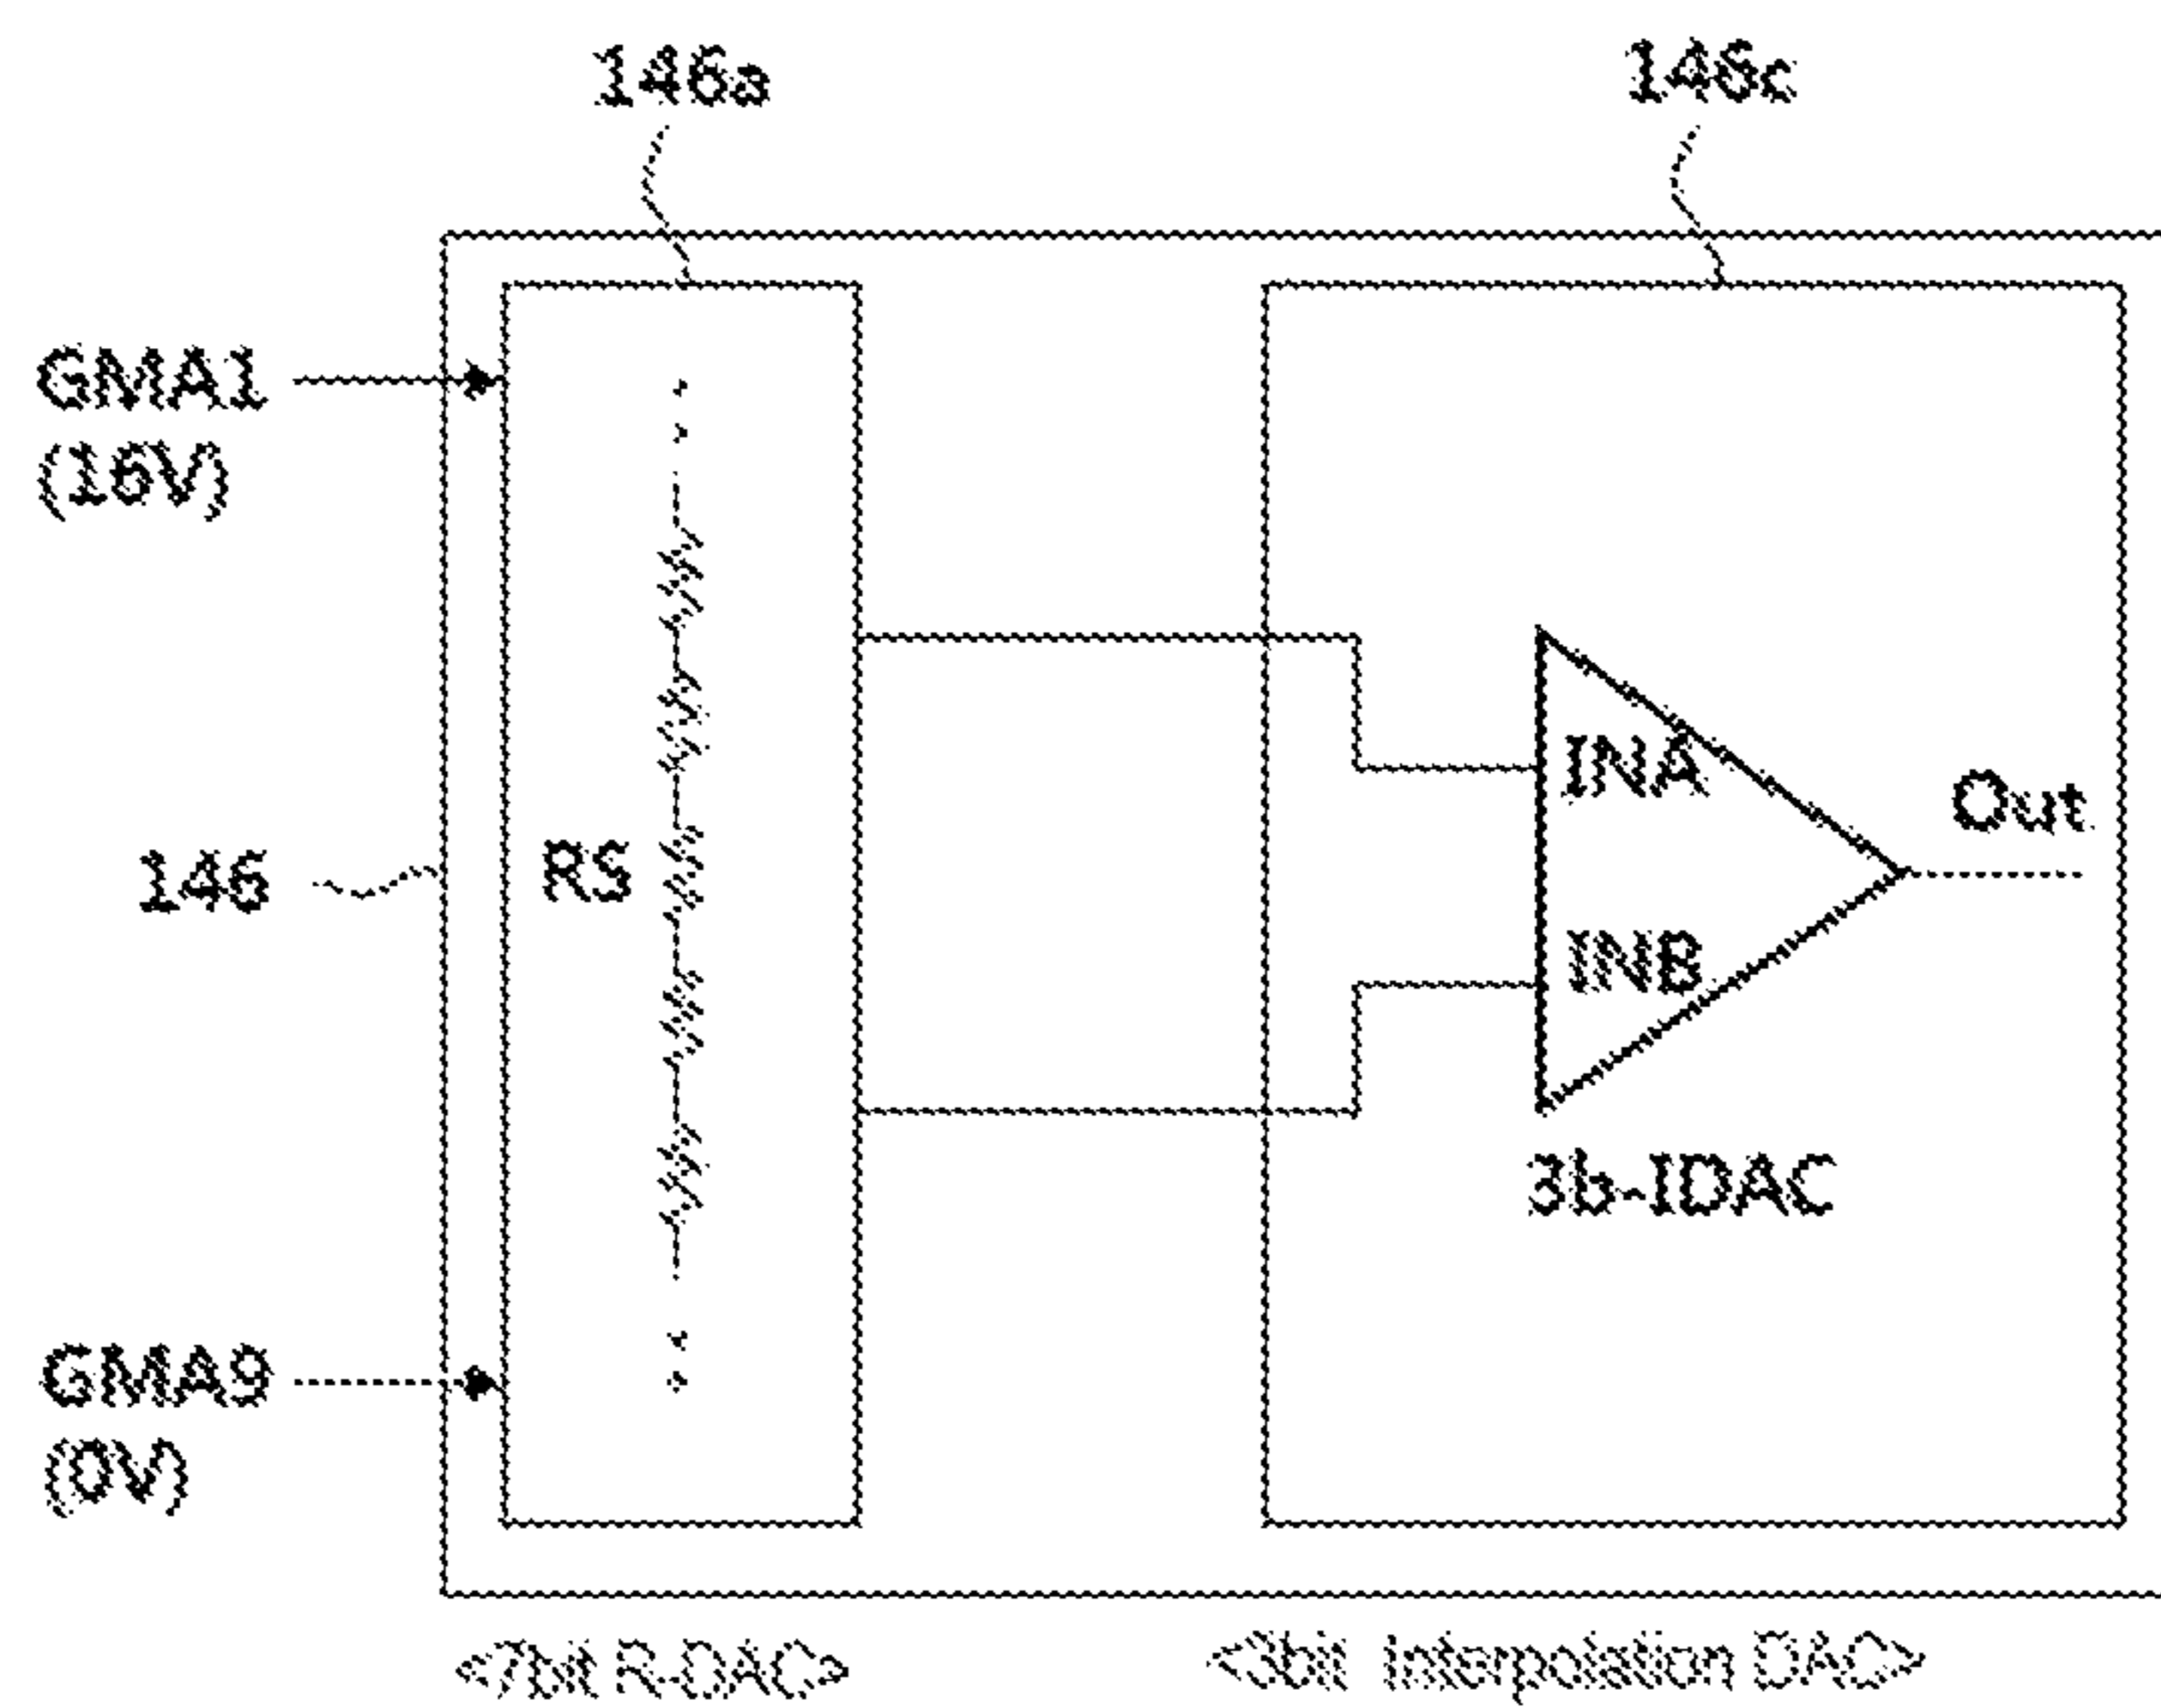 146a
146c
GMA1
(16V)
INA
Out
146
RS
INB
3b-IDAC
GMA9
(0V)
<7bit R-DAC>
<3bit Interpolation DAC>